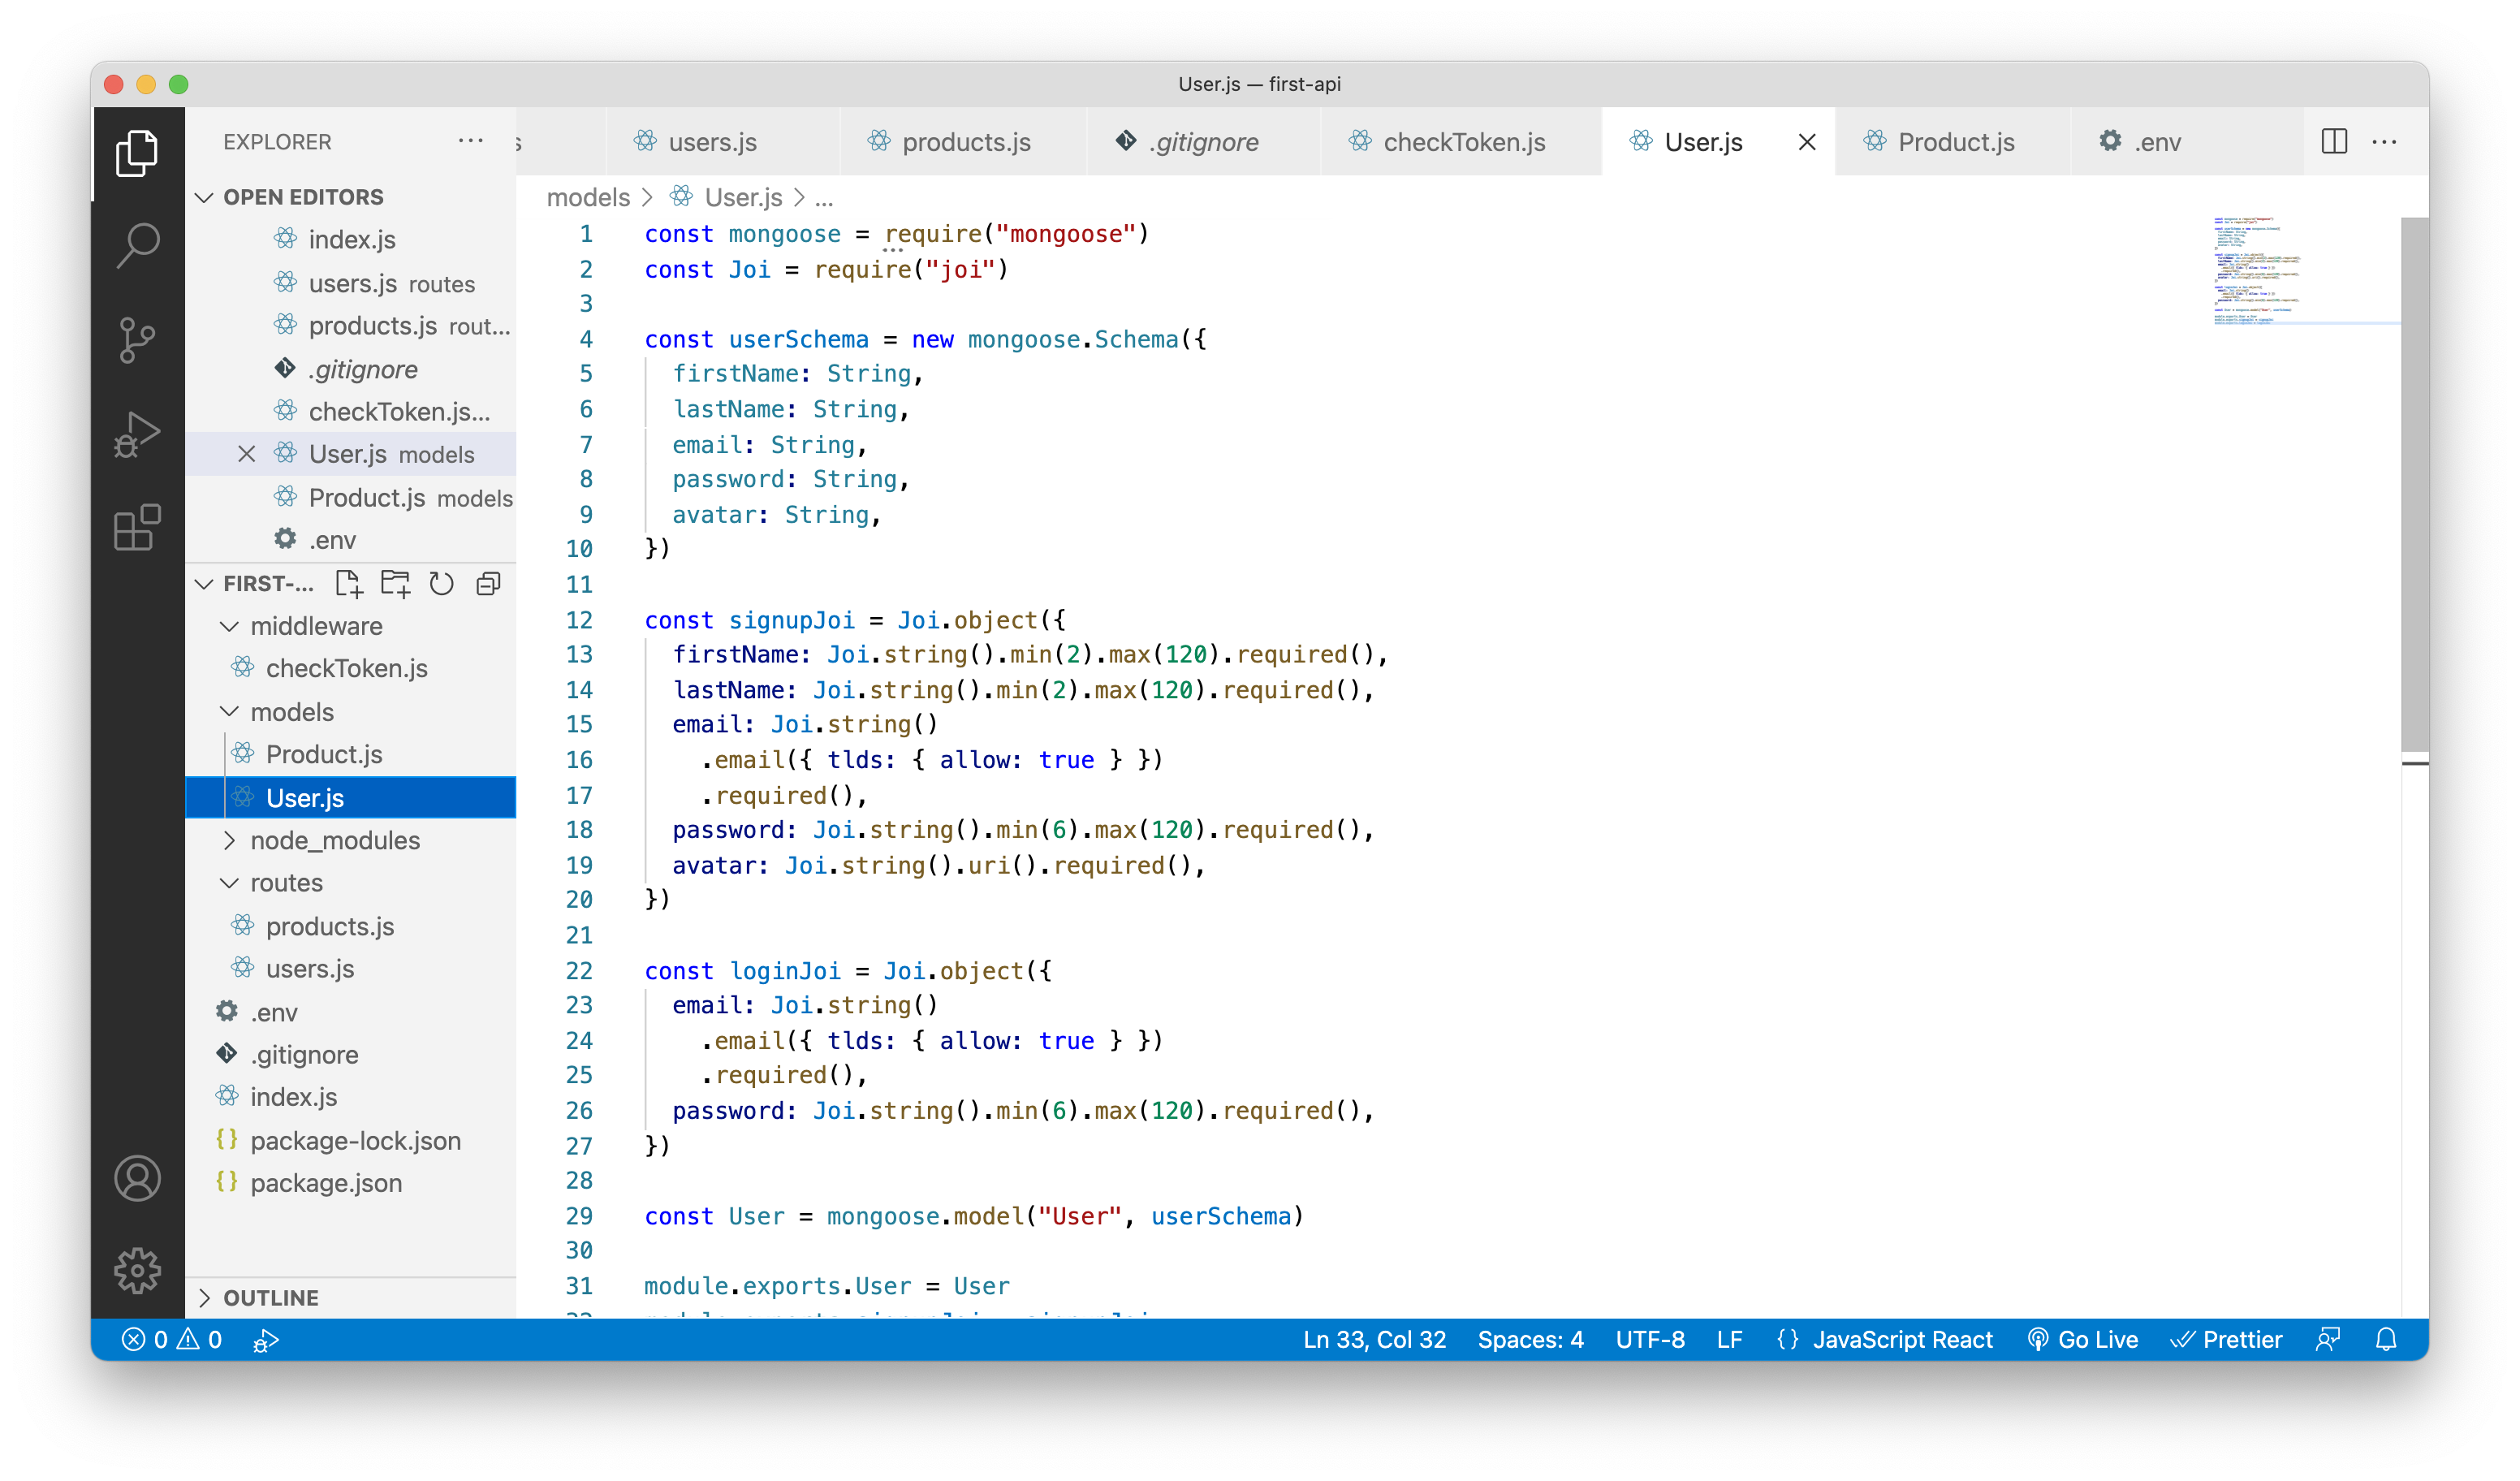 User.js — first-api
EXPLORER
s users.js products.js .gitignore checkToken.js User.js Product.js .env
OPEN EDITORS
index.js
users.js routes
products.js rout...
.gitignore
checkToken.js...
User.js models
Product.js models
.env
FIRST-...
middleware
checkToken.js
models
Product.js
User.js
node_modules
routes
products.js
users.js
.env
.gitignore
index.js
{} package-lock.json
{} package.json
OUTLINE
models > User.js > ...
1 const mongoose = require("mongoose")
2 const Joi = require("joi")
3
4 const userSchema = new mongoose.Schema({
5 firstName: String,
6 lastName: String,
7 email: String,
8 password: String,
9 avatar: String,
10 })
11
12 const signupJoi = Joi.object({
13 firstName: Joi.string().min(2).max(120).required(),
14 lastName: Joi.string().min(2).max(120).required(),
15 email: Joi.string()
16 .email({ tlds: { allow: true } })
17 .required(),
18 password: Joi.string().min(6).max(120).required(),
19 avatar: Joi.string().uri().required(),
20 })
21
22 const loginJoi = Joi.object({
23 email: Joi.string()
24 .email({ tlds: { allow: true } })
25 .required(),
26 password: Joi.string().min(6).max(120).required(),
27 })
28
29 const User = mongoose.model("User", userSchema)
30
31 module.exports.User = User
0 0 Ln 33, Col 32 Spaces: 4 UTF-8 LF {} JavaScript React Go Live Prettier